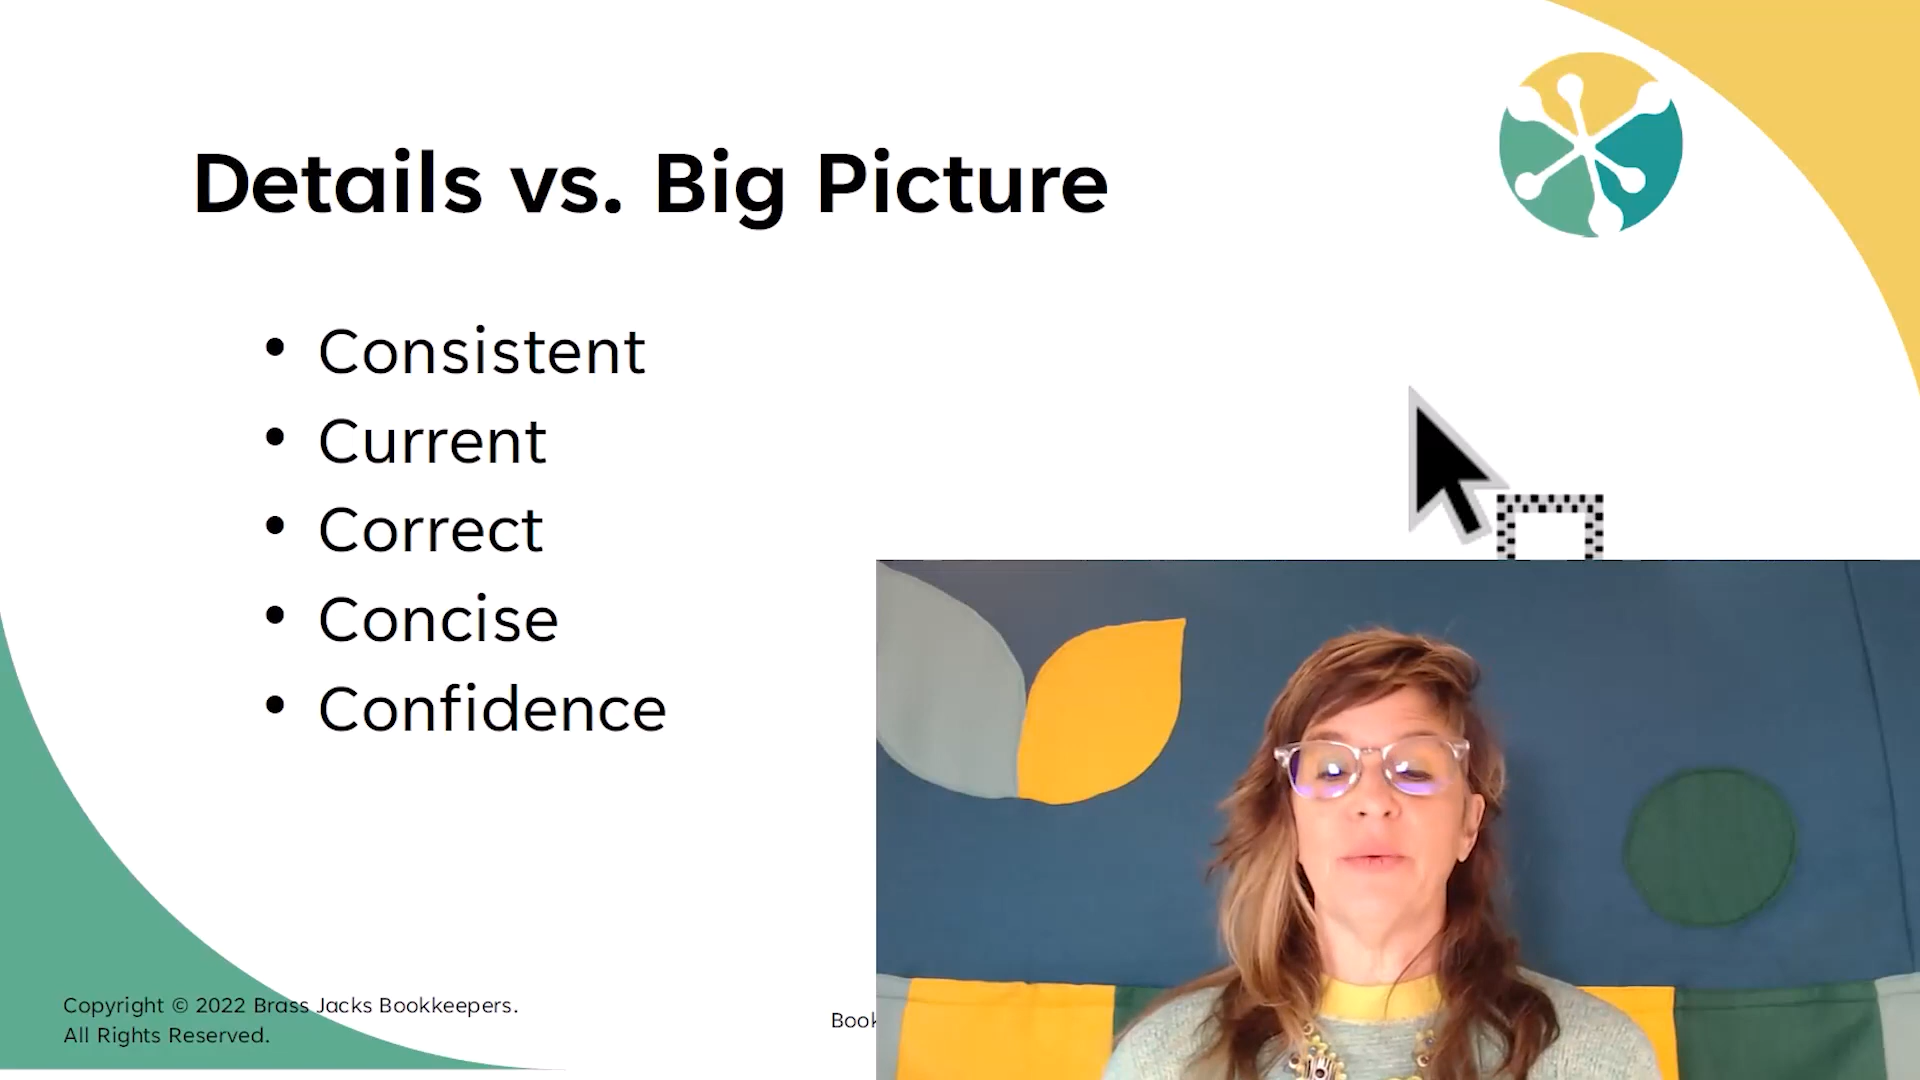 Details vs. Big Picture
• Consistent
• Current
• Correct
• Concise
• Confidence
Copyright © 2022 Brass Jacks Bookkeepers.
All Rights Reserved.